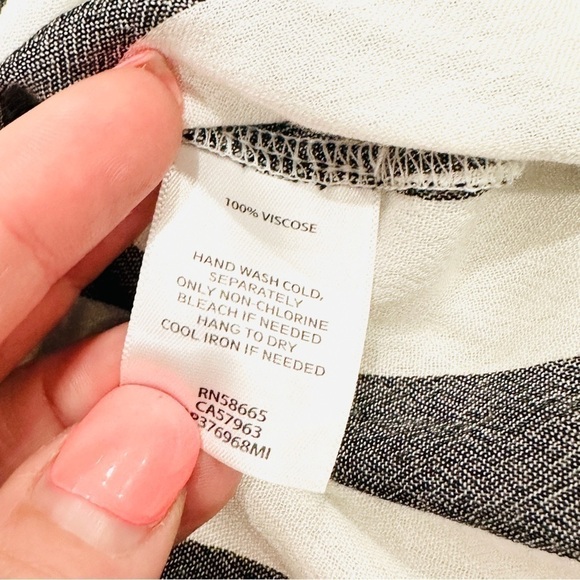 100% VISCOSE
HAND WASH COLD,
SEPARATELY
ONLY NON-CHLORINE
BLEACH IF NEEDED
HANG TO DRY
COOL IRON IF NEEDED
RN58665
CA57963